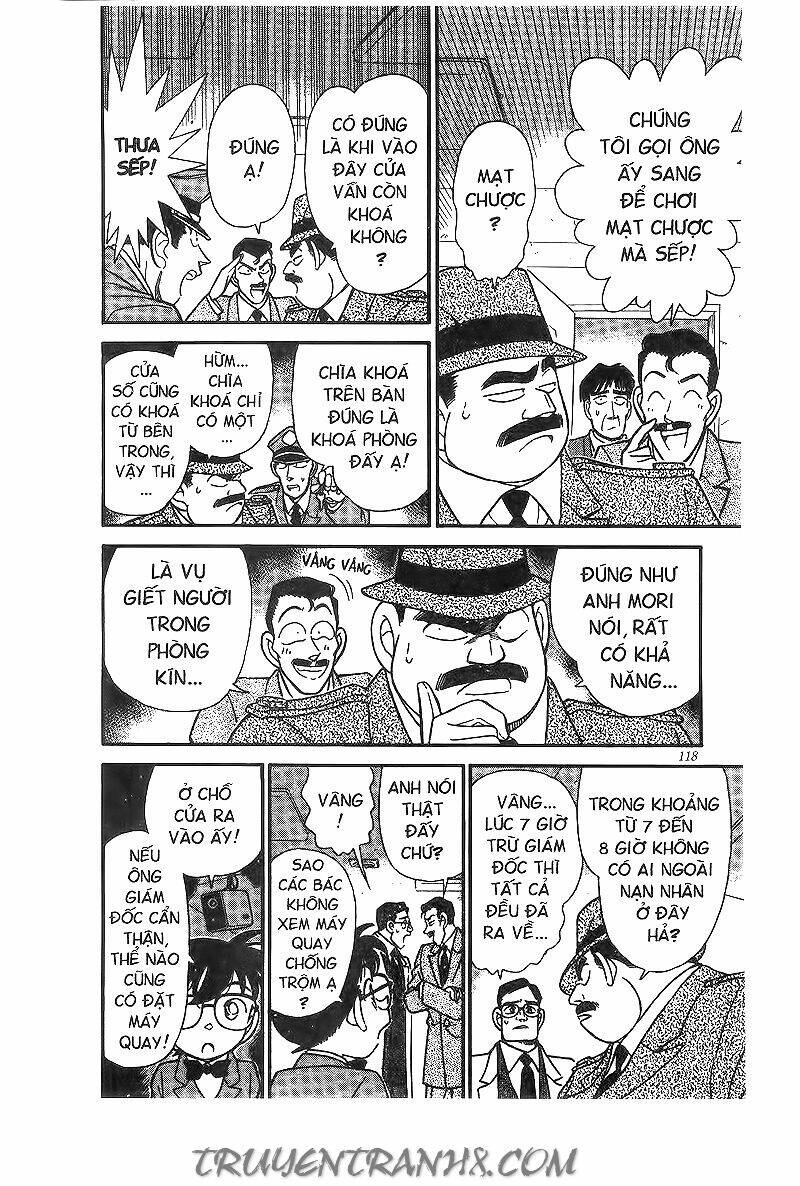 CHÚNG
TÔI GỌI ÔNG
ẤY SANG
ĐỂ CHƠI
MẠT CHƯỢC
MÀ SẾP!
MẠT
CHƯỢC
?
CÓ ĐÚNG
LÀ KHI VÀO
ĐÂY CỬA
VẪN CÒN
KHOÁ
KHÔNG
?
ĐÚNG
Ạ!
THƯA
SẾP!
CHÌA KHOÁ
TRÊN BÀN
ĐÚNG LÀ
KHOÁ PHÒNG
ĐẤY Ạ!
HỪM...
CHÌA
KHOÁ CHỈ
CÓ MỘT
...
CỬA
SỔ CŨNG
CÓ KHOÁ
TỪ BÊN
TRONG,
VẬY THÌ
...
ĐÚNG NHƯ
ANH MORI
NÓI, RẤT
CÓ KHẢ
NĂNG...
VÂNG VÂNG
LÀ VỤ
GIẾT NGƯỜI
TRONG
PHÒNG
KÍN...
118
TRONG KHOẢNG
TỪ 7 ĐẾN
8 GIỜ KHÔNG
CÓ AI NGOÀI
NẠN NHÂN
Ở ĐÂY
HẢ?
VÂNG...
LÚC 7 GIỜ
TRỪ GIÁM
ĐỐC THÌ
TẤT CẢ
ĐỀU ĐÃ
RA VỀ...
ANH NÓI
THẬT
ĐẤY
CHỨ?
VÂNG
!
SAO
CÁC BÁC
KHÔNG
XEM MÁY
QUAY
CHỐNG
TRỘM Ạ
?
Ở CHỖ
CỬA RA
VÀO ẤY!
NẾU
ÔNG
GIÁM
ĐỐC CẨN
THẬN,
THỂ NÀO
CŨNG
CÓ ĐẶT
MÁY
QUAY!
TRUYENTRANH8.COM